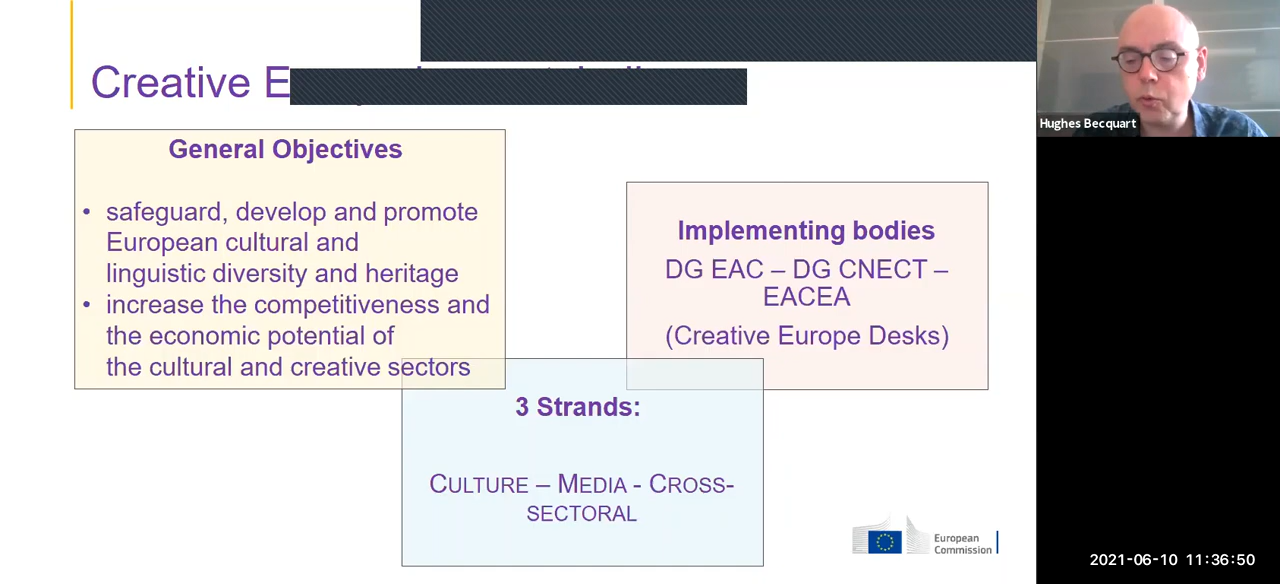 Creative E
General Objectives
• safeguard, develop and promote
European cultural and
linguistic diversity and heritage
• increase the competitiveness and
the economic potential of
the cultural and creative sectors
Implementing bodies
DG EAC – DG CNECT –
EACEA
(Creative Europe Desks)
3 Strands:
CULTURE – MEDIA - CROSS-
SECTORAL
European
Commission
Hughes Becquart
2021-06-10 11:36:50